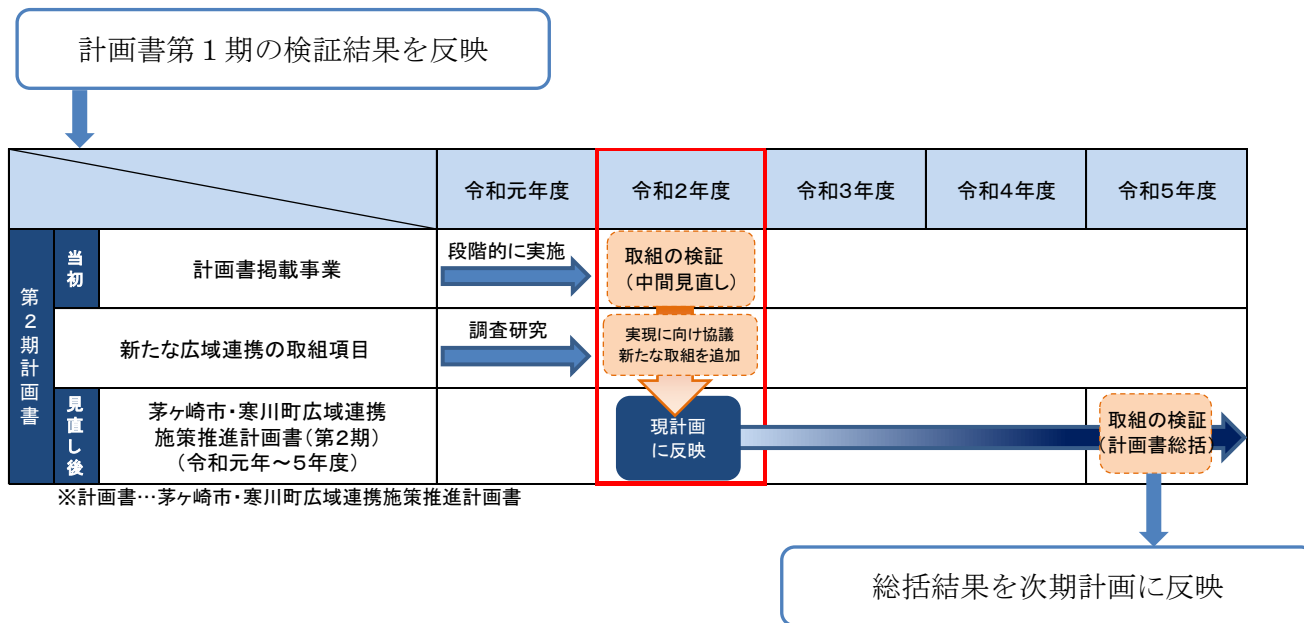 計画書第１期の検証結果を反映
令和元年度
令和2年度
令和3年度
令和4年度
令和5年度
第２期計画書
当初
計画書掲載事業
段階的に実施
取組の検証
（中間見直し）
新たな広域連携の取組項目
調査研究
実現に向け協議
新たな取組を追加
見直し後
茅ヶ崎市・寒川町広域連携
施策推進計画書（第2期）
（令和元年～5年度）
現計画
に反映
取組の検証
（計画書総括）
※計画書…茅ヶ崎市・寒川町広域連携施策推進計画書
総括結果を次期計画に反映